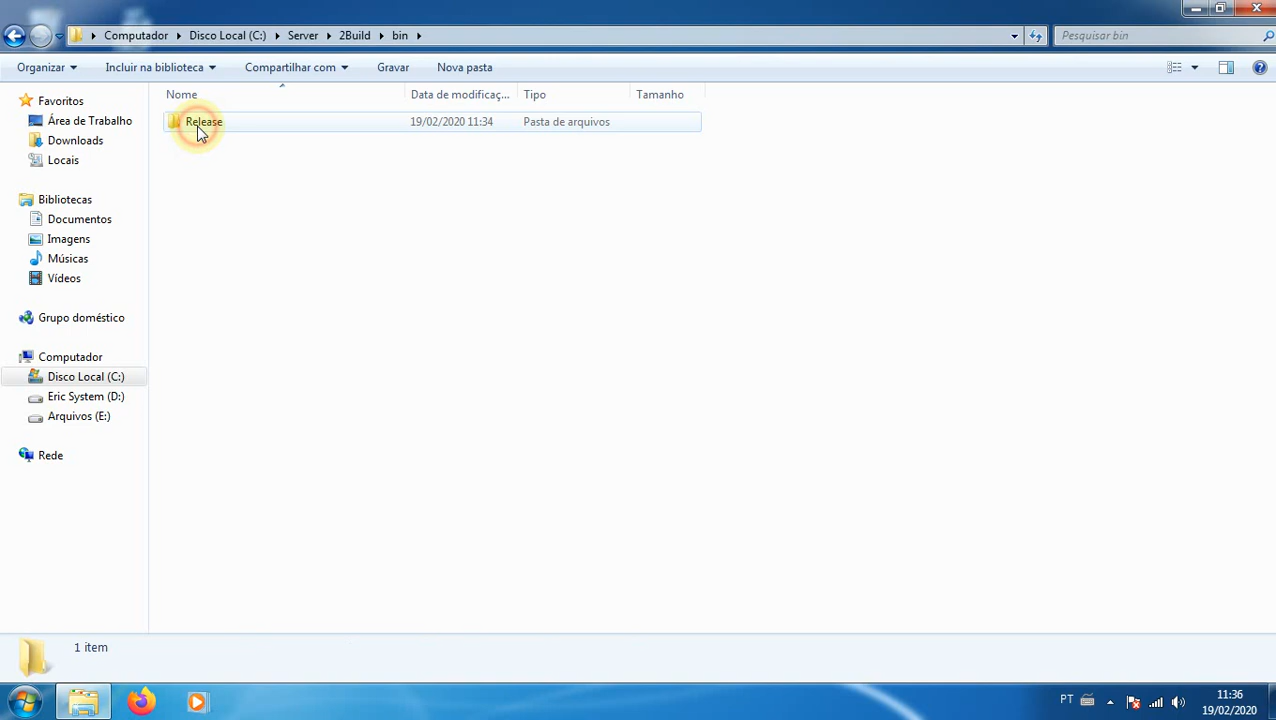 Computador Disco Local (C:) Server 2Build bin
Pesquisar bin
Organizar Incluir na biblioteca Compartilhar com Gravar Nova pasta
Nome Data de modificaç... Tipo Tamanho
Release 19/02/2020 11:34 Pasta de arquivos
Favoritos
Área de Trabalho
Downloads
Locais
Bibliotecas
Documentos
Imagens
Músicas
Vídeos
Grupo doméstico
Computador
Disco Local (C:)
Eric System (D:)
Arquivos (E:)
Rede
1 item
PT
11:36
19/02/2020